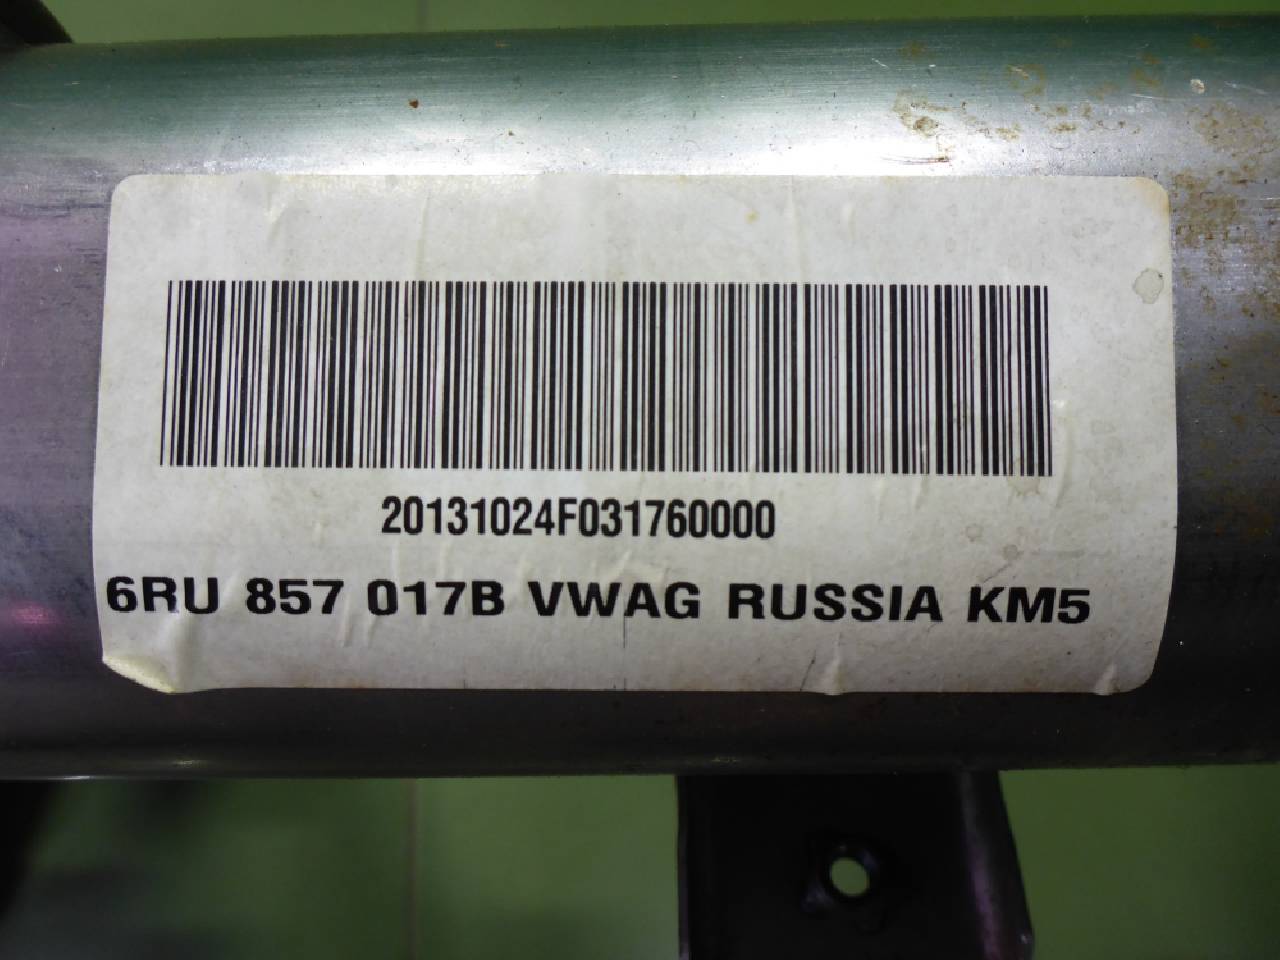 20131024F031760000
6RU 857 017B VWAG RUSSIA KM5